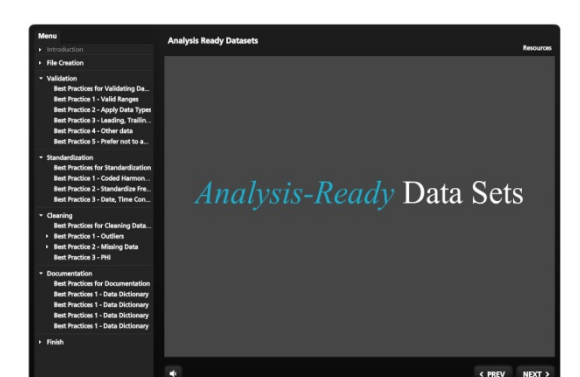 Menu
Introduction
File Creation
Validation
Best Practices for Validating Da...
Best Practice 1 - Valid Ranges
Best Practice 2 - Apply Data Types
Best Practice 3 - Leading, Trailin...
Best Practice 4 - Other data
Best Practice 5 - Prefer not to a...
Standardization
Best Practices for Standardization
Best Practice 1 - Coded Harmon...
Best Practice 2 - Standardize Fre...
Best Practice 3 - Date, Time Con...
Cleaning
Best Practices for Cleaning Data...
Best Practice 1 - Outliers
Best Practice 2 - Missing Data
Best Practice 3 - PHI
Documentation
Best Practices for Documentation
Best Practices 1 - Data Dictionary
Best Practices 1 - Data Dictionary
Best Practices 1 - Data Dictionary
Best Practices 1 - Data Dictionary
Finish
Analysis Ready Datasets
Resources
Analysis-Ready Data Sets
< PREV NEXT >